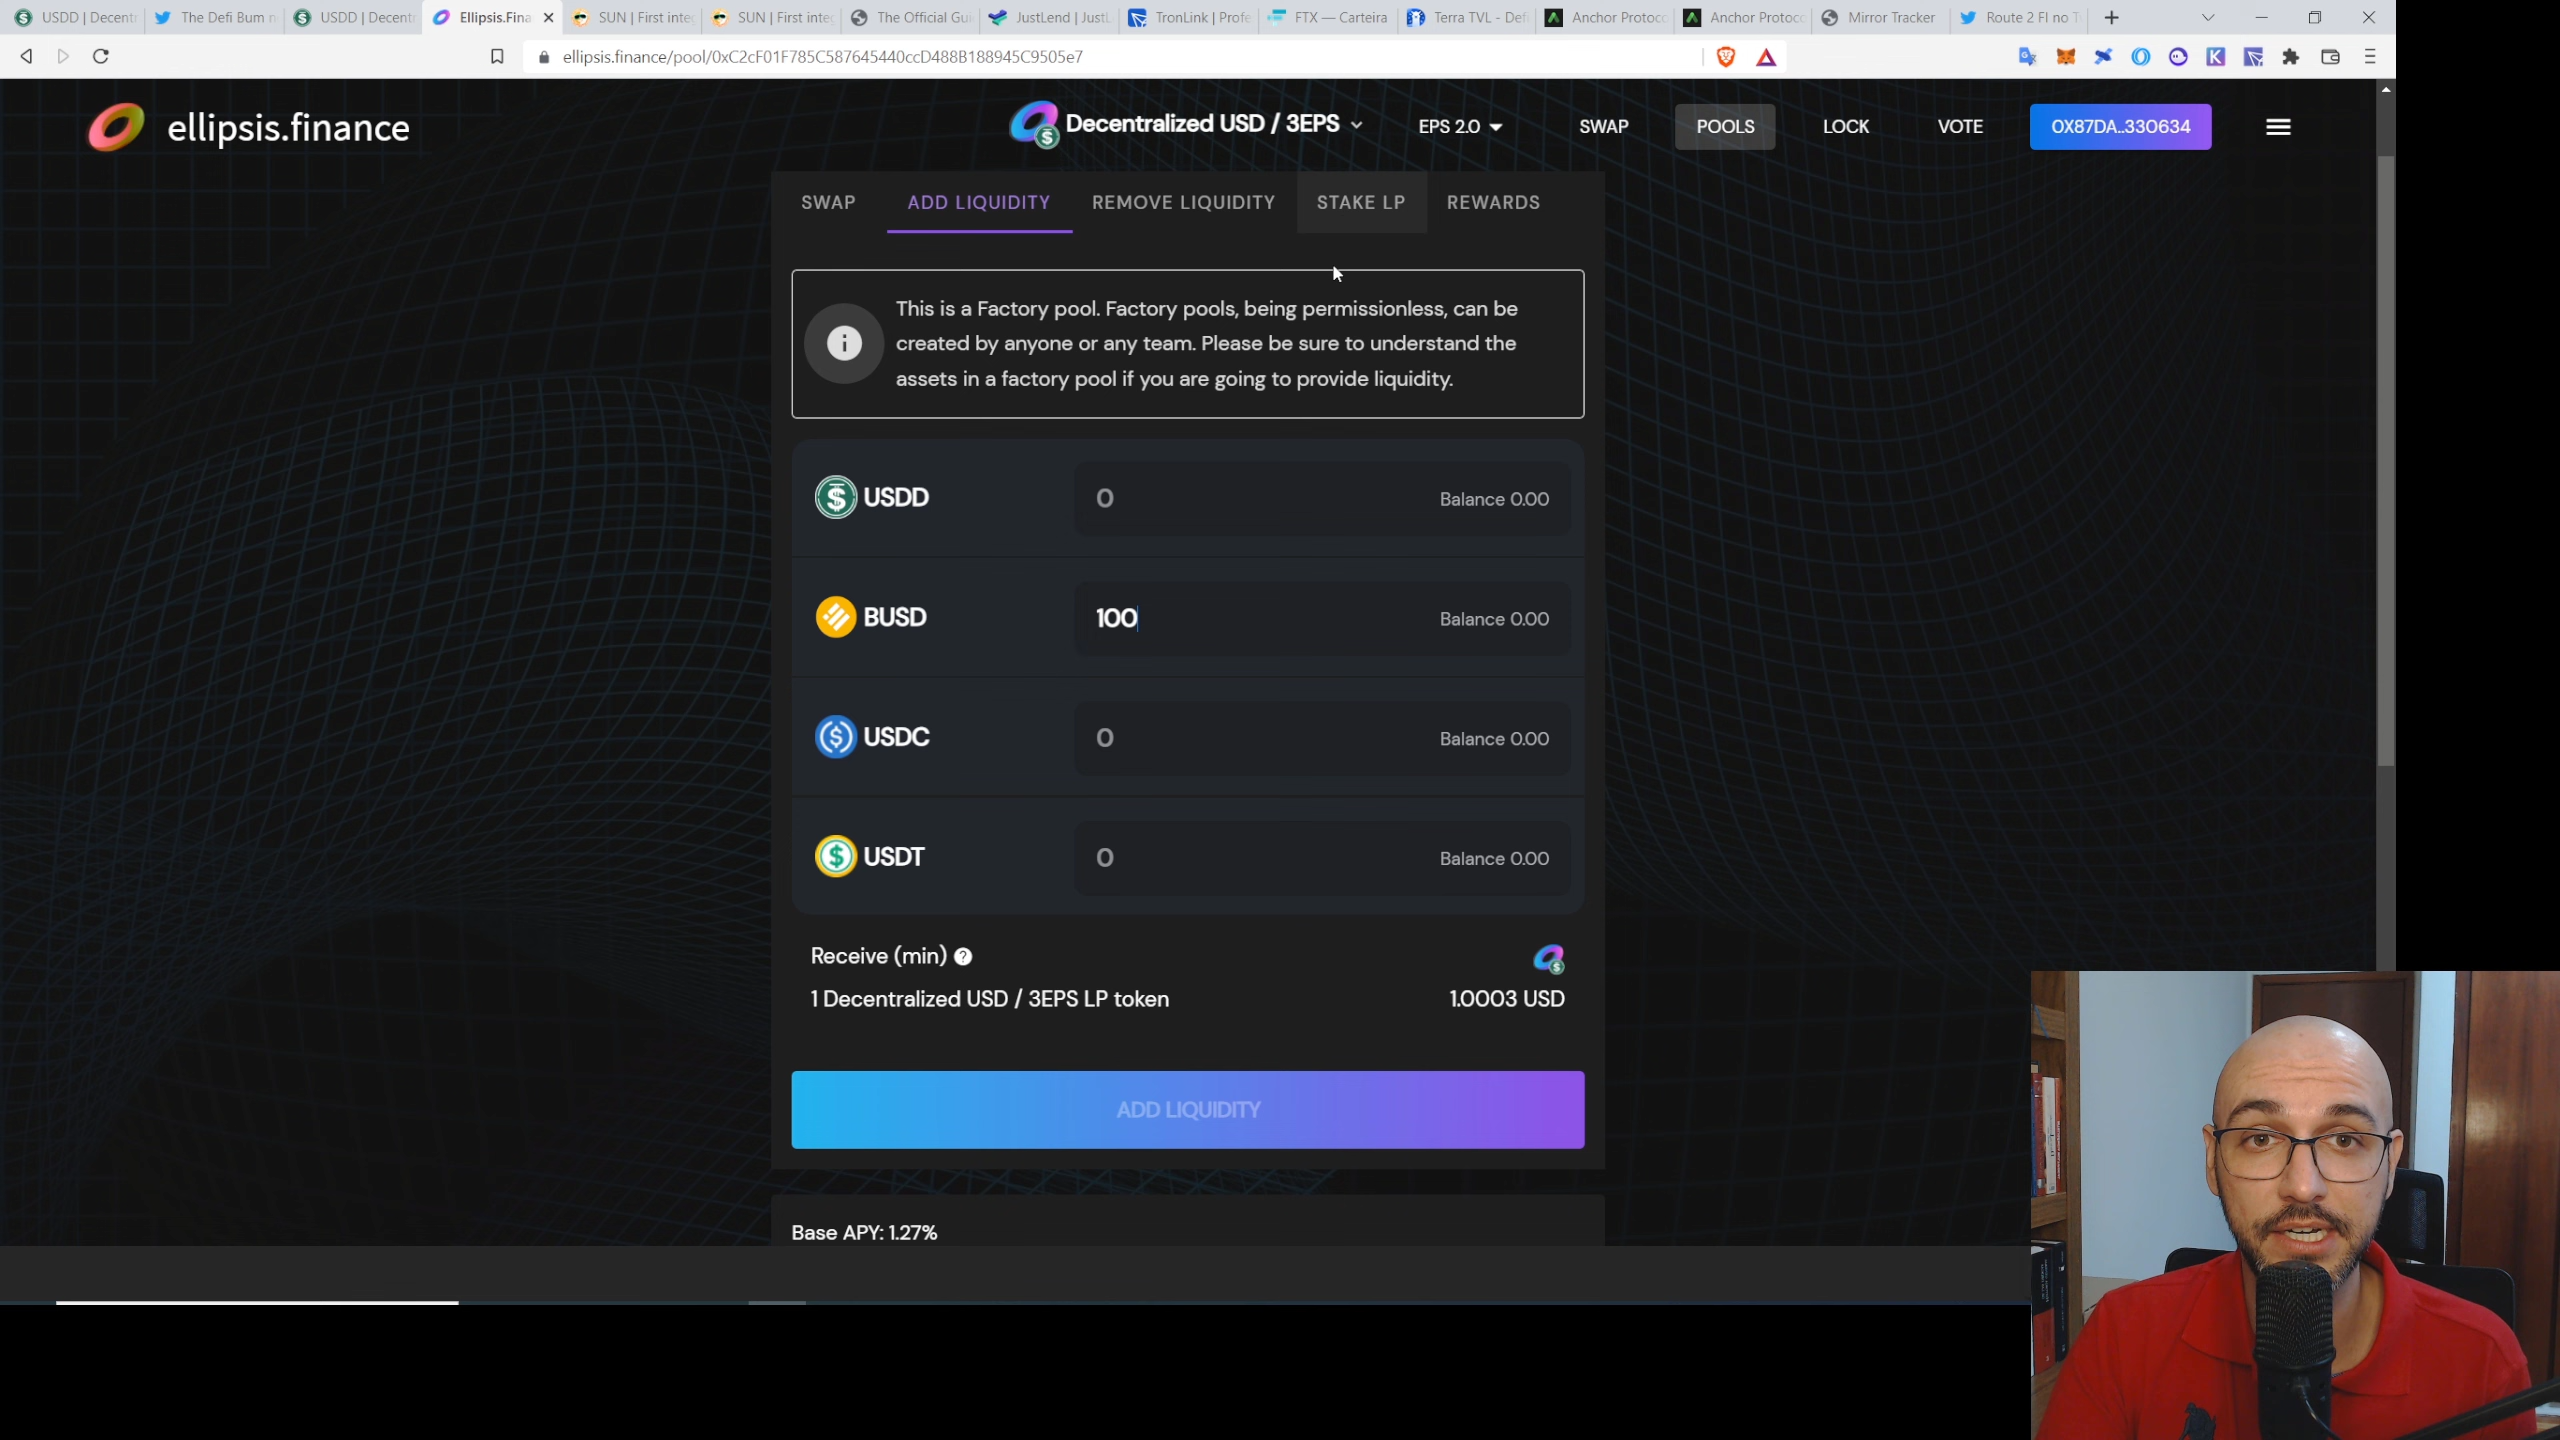 USDD | Decentr
The Defi Bum n
USDD | Decentr
Ellipsis.Fina
SUN | First integ
SUN | First integ
The Official Gui
JustLend | JustL
TronLink | Profe
FTX — Carteira
Terra TVL - Defi
Anchor Protoco
Anchor Protoco
Mirror Tracker
Route 2 FI no T
ellipsis.finance/pool/0xC2cF01F785C587645440ccD488B188945C9505e7
ellipsis.finance
Decentralized USD / 3EPS
EPS 2.0
SWAP
POOLS
LOCK
VOTE
0X87DA..330634
SWAP
ADD LIQUIDITY
REMOVE LIQUIDITY
STAKE LP
REWARDS
This is a Factory pool. Factory pools, being permissionless, can be
created by anyone or any team. Please be sure to understand the
assets in a factory pool if you are going to provide liquidity.
USDD
0
Balance 0.00
BUSD
100
Balance 0.00
USDC
0
Balance 0.00
USDT
0
Balance 0.00
Receive (min)
1 Decentralized USD / 3EPS LP token
1.0003 USD
ADD LIQUIDITY
Base APY: 1.27%